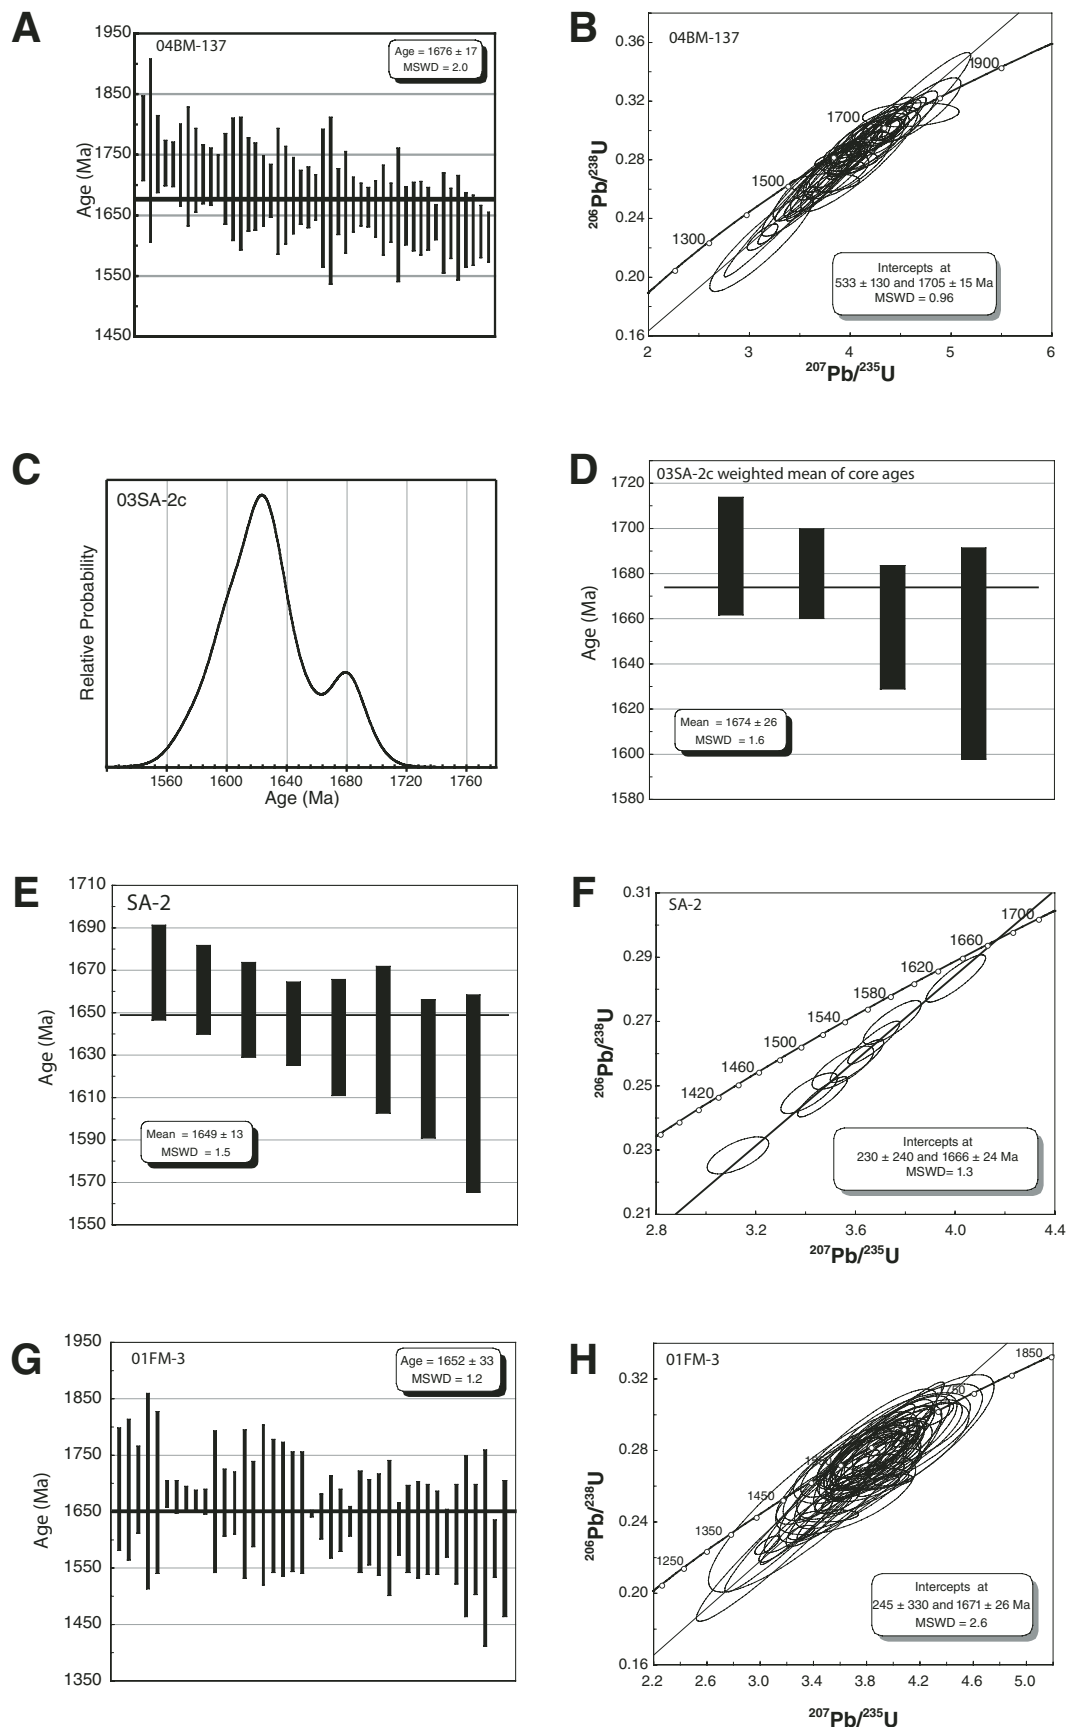 A
04BM-137
Age = 1676 ± 17
MSWD = 2.0
Age (Ma)
1950
1850
1750
1650
1550
1450
B
04BM-137
206Pb/238U
0.36
0.32
0.28
0.24
0.20
0.16
1900
1700
1500
1300
Intercepts at
533 ± 130 and 1705 ± 15 Ma
MSWD = 0.96
2
3
4
5
6
207Pb/235U
C
03SA-2c
Relative Probability
1560
1600
1640
1680
1720
1760
Age (Ma)
D
03SA-2c weighted mean of core ages
Age (Ma)
1720
1700
1680
1660
1640
1620
1600
1580
Mean = 1674 ± 26
MSWD = 1.6
E
SA-2
Age (Ma)
1710
1690
1670
1650
1630
1610
1590
1570
1550
Mean = 1649 ± 13
MSWD = 1.5
F
SA-2
206Pb/238U
0.31
0.29
0.27
0.25
0.23
0.21
1700
1660
1620
1580
1540
1500
1460
1420
Intercepts at
230 ± 240 and 1666 ± 24 Ma
MSWD= 1.3
2.8
3.2
3.6
4.0
4.4
207Pb/235U
G
01FM-3
Age = 1652 ± 33
MSWD = 1.2
Age (Ma)
1950
1850
1750
1650
1550
1450
1350
H
01FM-3
206Pb/238U
0.32
0.28
0.24
0.20
0.16
1850
1450
1350
1250
Intercepts at
245 ± 330 and 1671 ± 26 Ma
MSWD = 2.6
2.2
2.6
3.0
3.4
3.8
4.2
4.6
5.0
207Pb/235U